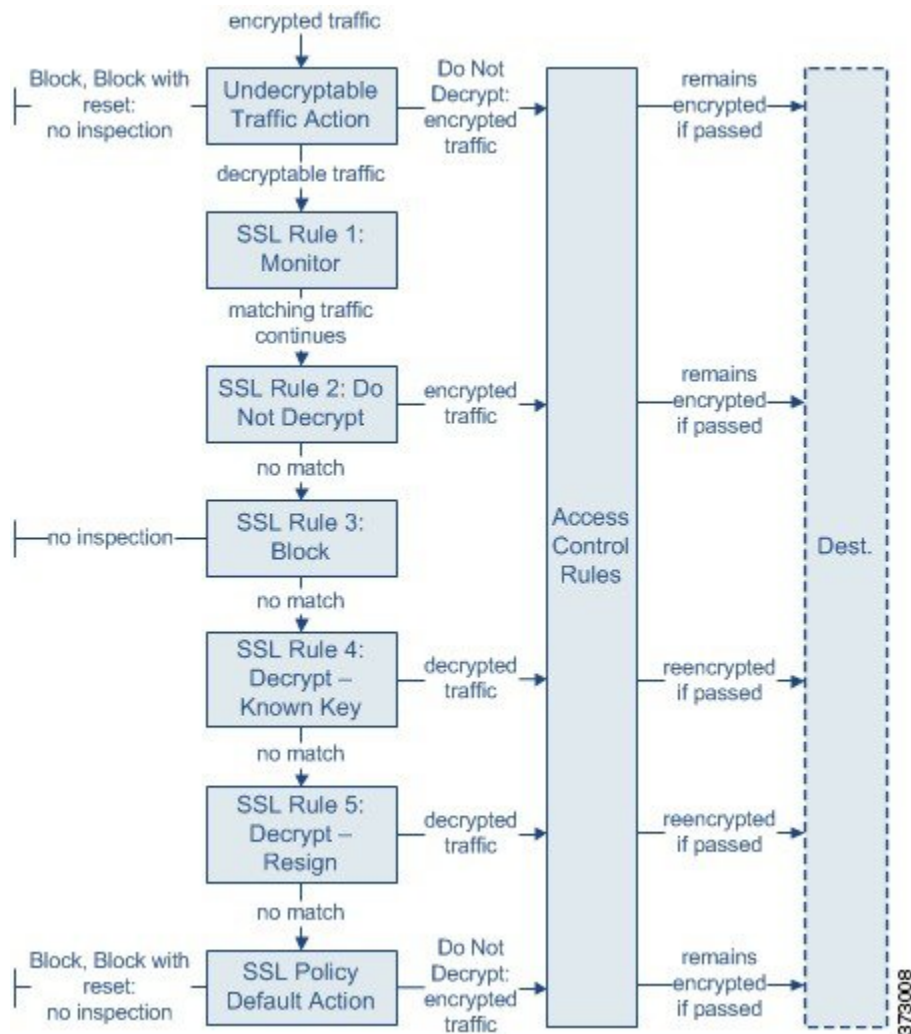 encrypted traffic
Block, Block with
reset:
no inspection
Undecryptable
Traffic Action
Do Not
Decrypt:
encrypted
traffic
remains
encrypted
if passed
decryptable traffic
SSL Rule 1:
Monitor
matching traffic
continues
SSL Rule 2: Do
Not Decrypt
encrypted
traffic
remains
encrypted
if passed
no match
no inspection
SSL Rule 3:
Block
Access
Control
Rules
Dest.
no match
SSL Rule 4:
Decrypt –
Known Key
decrypted
traffic
reencrypted
if passed
no match
SSL Rule 5:
Decrypt –
Resign
decrypted
traffic
reencrypted
if passed
no match
Block, Block with
reset:
no inspection
SSL Policy
Default Action
Do Not
Decrypt:
encrypted
traffic
remains
encrypted
if passed
373008